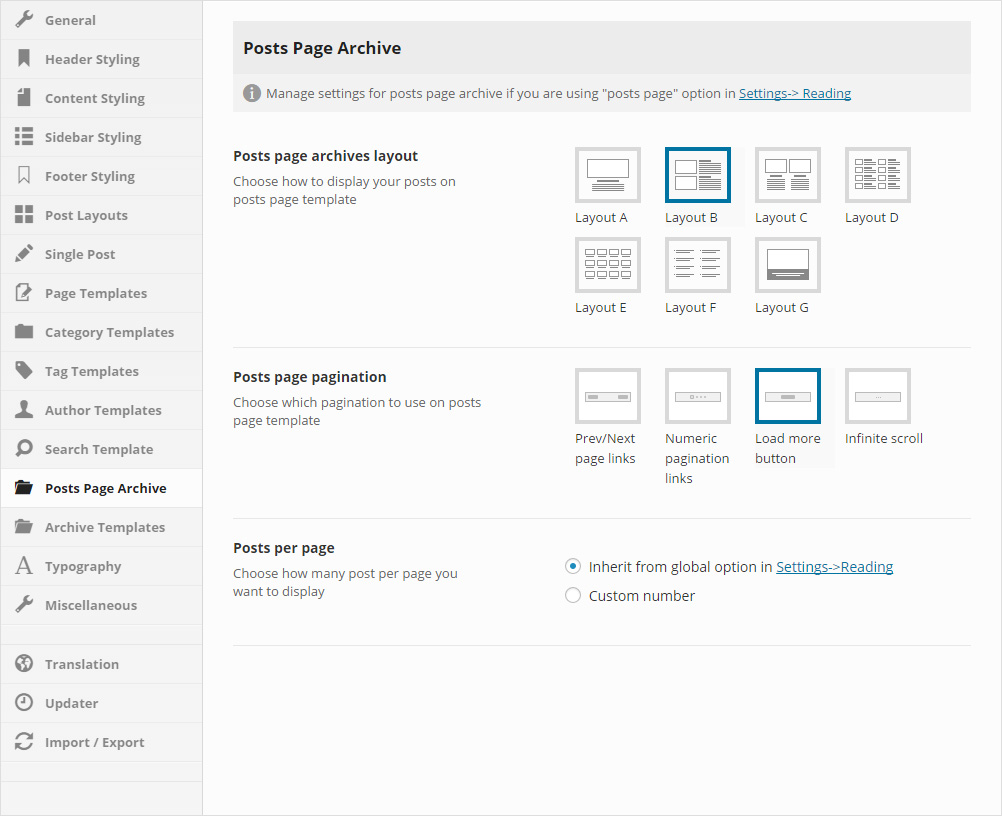 General
Header Styling
Content Styling
Sidebar Styling
Footer Styling
Post Layouts
Single Post
Page Templates
Category Templates
Tag Templates
Author Templates
Search Template
Posts Page Archive
Archive Templates
Typography
Miscellaneous
Translation
Updater
Import / Export
Posts Page Archive
Manage settings for posts page archive if you are using "posts page" option in Settings-> Reading
Posts page archives layout
Choose how to display your posts on
posts page template
Layout A
Layout B
Layout C
Layout D
Layout E
Layout F
Layout G
Posts page pagination
Choose which pagination to use on posts
page template
Prev/Next
page links
Numeric
pagination
links
Load more
button
Infinite scroll
Posts per page
Choose how many post per page you
want to display
Inherit from global option in Settings->Reading
Custom number